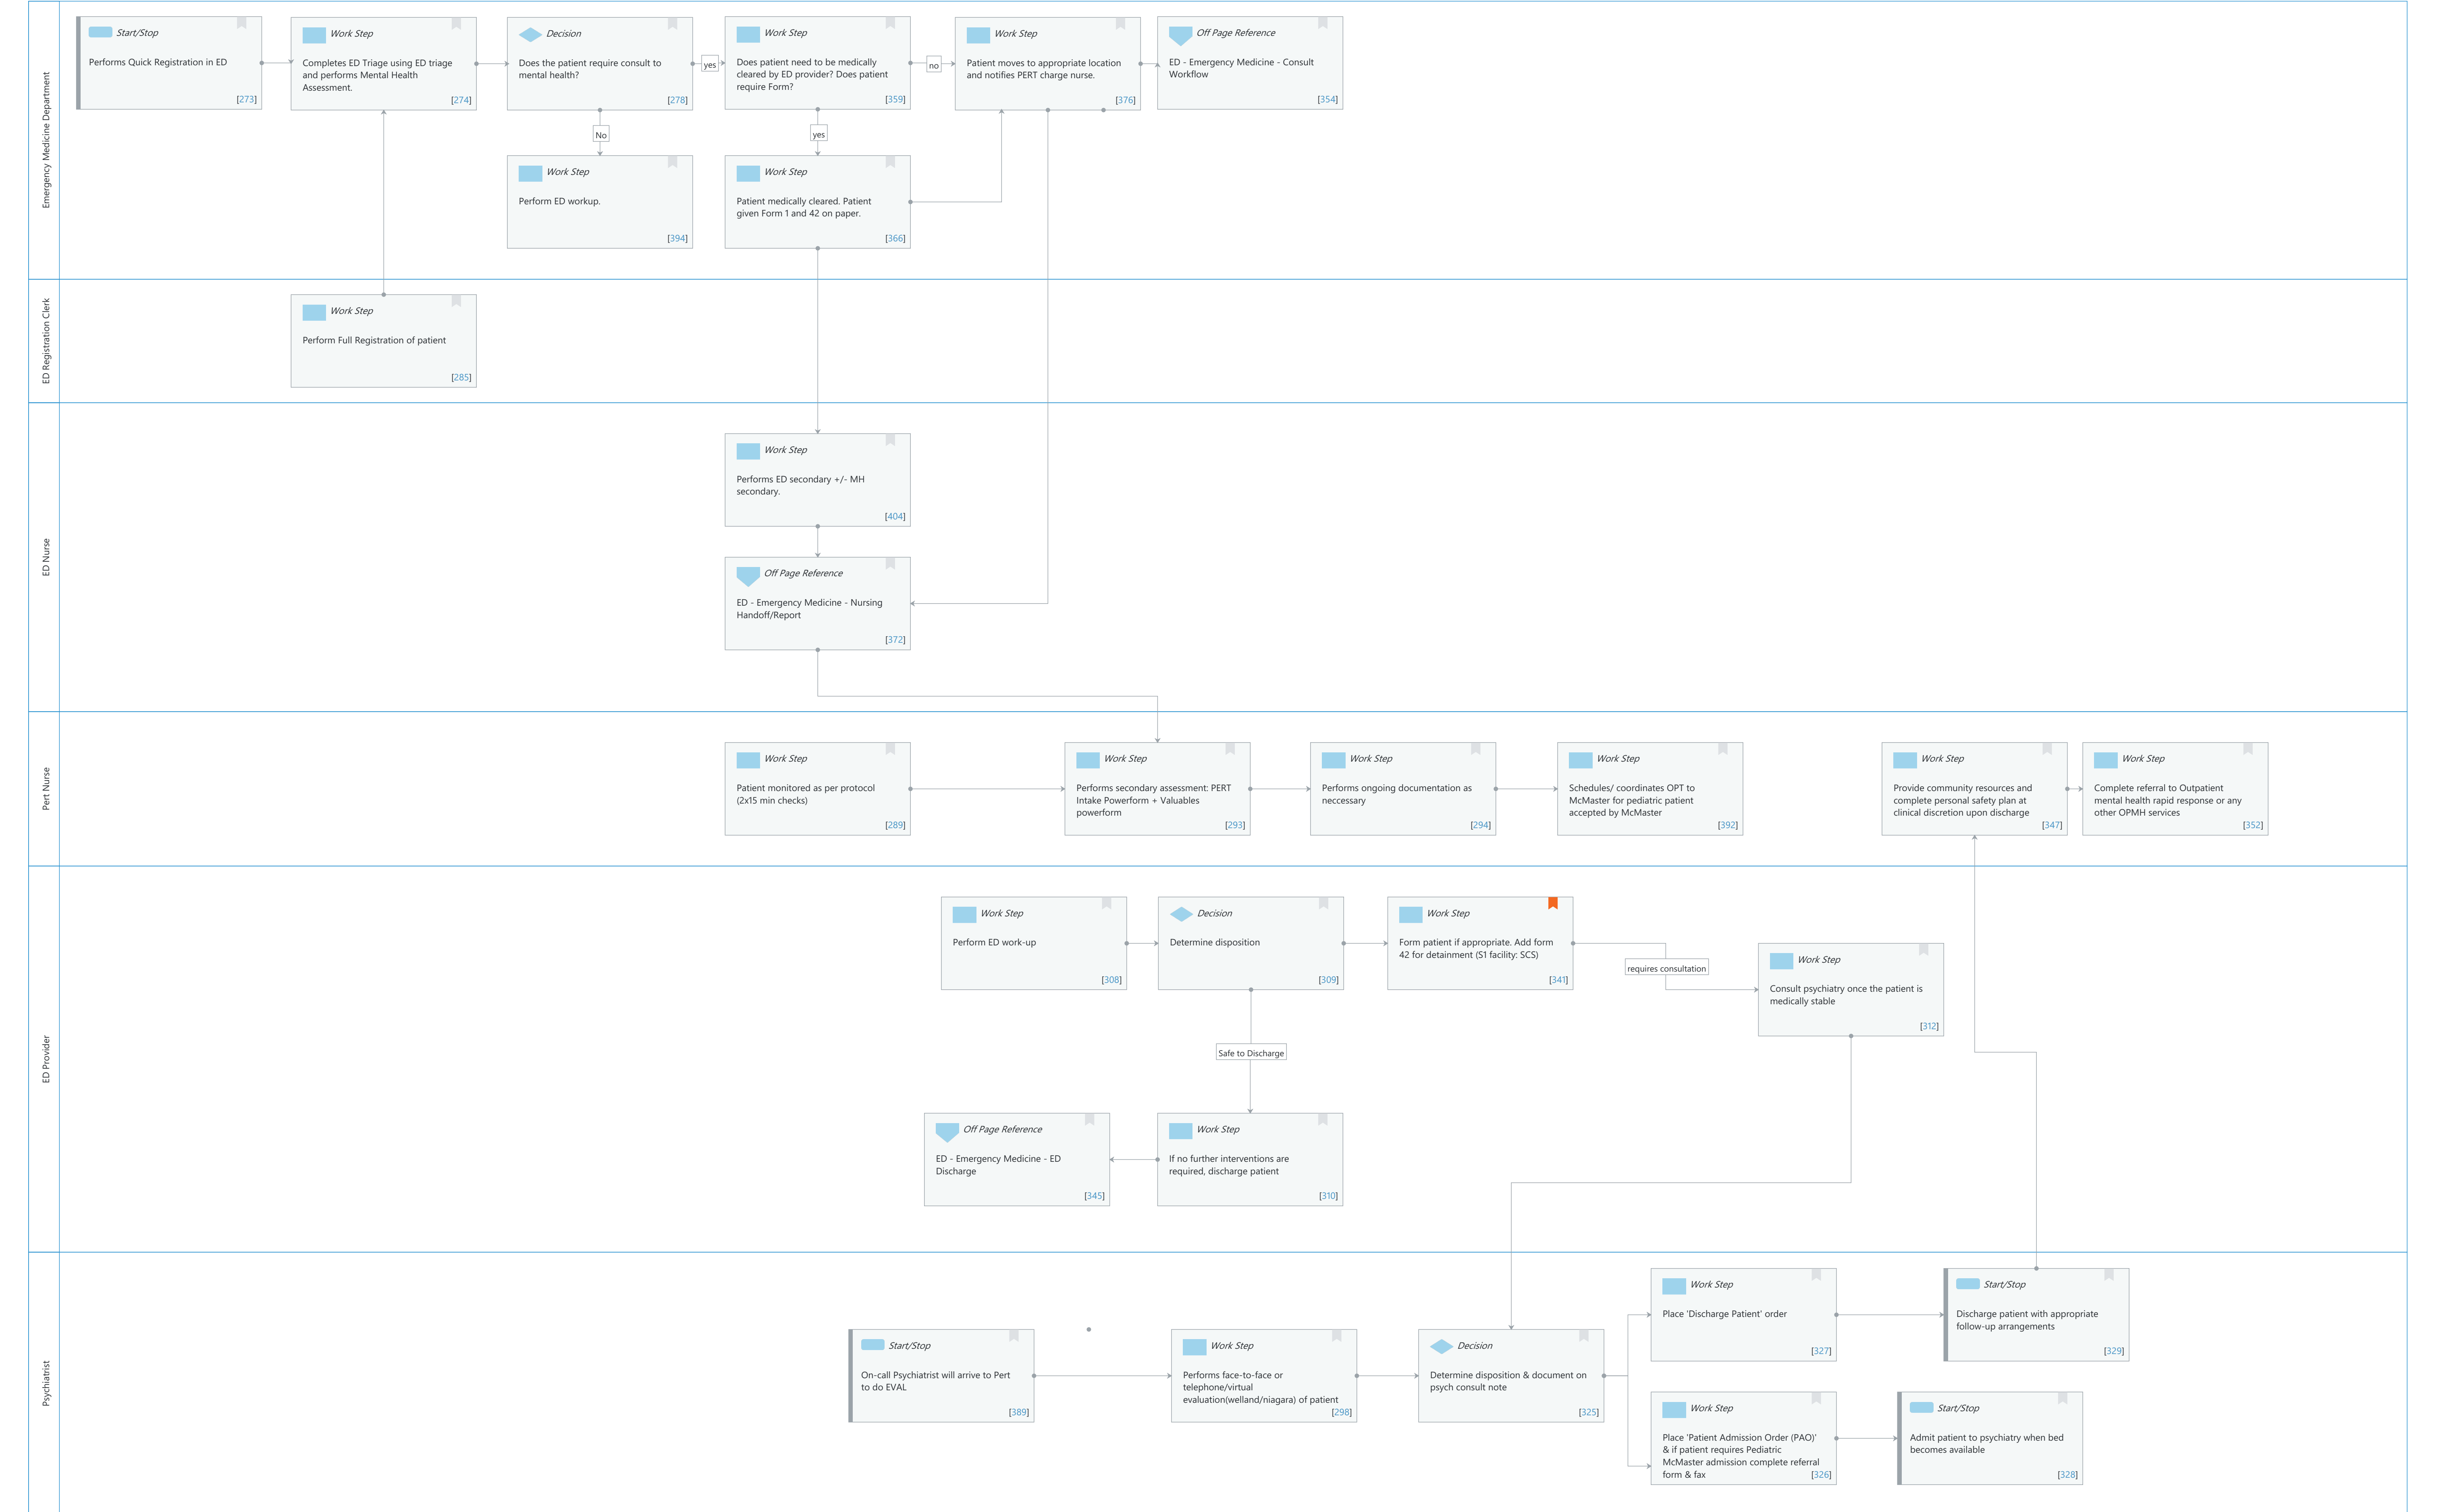 Emergency Medicine Department
Start/Stop
Performs Quick Registration in ED
[273]
Work Step
Completes ED Triage using ED triage
and performs Mental Health
Assessment.
[274]
Decision
Does the patient require consult to
mental health?
[278]
yes
Work Step
Does patient need to be medically
cleared by ED provider? Does patient
require Form?
[359]
no
Work Step
Patient moves to appropriate location
and notifies PERT charge nurse.
[376]
Off Page Reference
ED - Emergency Medicine - Consult
Workflow
[354]
No
yes
Work Step
Perform ED workup.
[394]
Work Step
Patient medically cleared. Patient
given Form 1 and 42 on paper.
[366]
ED Registration Clerk
Work Step
Perform Full Registration of patient
[285]
ED Nurse
Work Step
Performs ED secondary +/- MH
secondary.
[404]
Off Page Reference
ED - Emergency Medicine - Nursing
Handoff/Report
[372]
Pert Nurse
Work Step
Patient monitored as per protocol
(2x15 min checks)
[289]
Work Step
Performs secondary assessment: PERT
Intake Powerform + Valuables
powerform
[293]
Work Step
Performs ongoing documentation as
neccessary
[294]
Work Step
Schedules/ coordinates OPT to
McMaster for pediatric patient
accepted by McMaster
[392]
Work Step
Provide community resources and
complete personal safety plan at
clinical discretion upon discharge
[347]
Work Step
Complete referral to Outpatient
mental health rapid response or any
other OPMH services
[352]
ED Provider
Work Step
Perform ED work-up
[308]
Decision
Determine disposition
[309]
Work Step
Form patient if appropriate. Add form
42 for detainment (S1 facility: SCS)
[341]
requires consultation
Work Step
Consult psychiatry once the patient is
medically stable
[312]
Safe to Discharge
Off Page Reference
ED - Emergency Medicine - ED
Discharge
[345]
Work Step
If no further interventions are
required, discharge patient
[310]
Psychiatrist
Start/Stop
On-call Psychiatrist will arrive to Pert
to do EVAL
[389]
Work Step
Performs face-to-face or
telephone/virtual
evaluation(welland/niagara) of patient
[298]
Decision
Determine disposition & document on
psych consult note
[325]
Work Step
Place 'Discharge Patient' order
[327]
Start/Stop
Discharge patient with appropriate
follow-up arrangements
[329]
Work Step
Place 'Patient Admission Order (PAO)'
& if patient requires Pediatric
McMaster admission complete referral
form & fax
[326]
Start/Stop
Admit patient to psychiatry when bed
becomes available
[328]